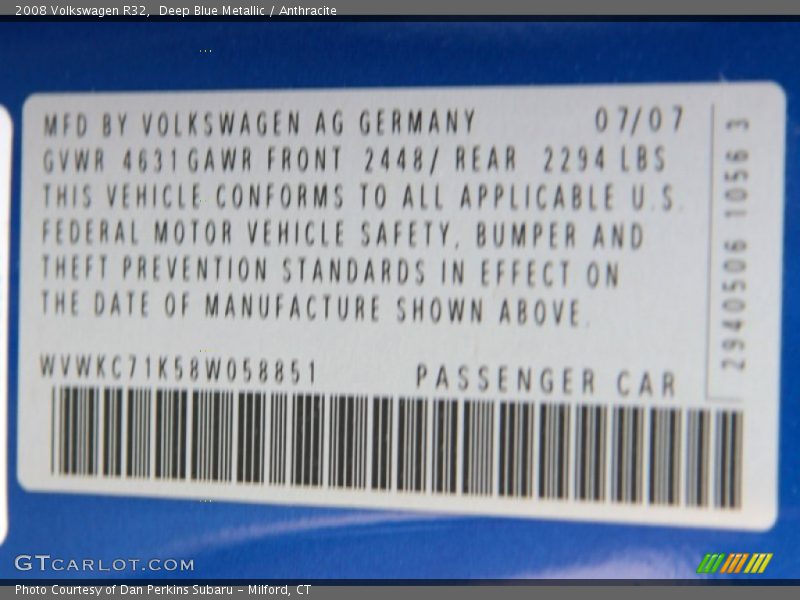 2008 Volkswagen R32, Deep Blue Metallic / Anthracite
MFD BY VOLKSWAGEN AG GERMANY 07/07
GVWR 4631 GAWR FRONT 2448/ REAR 2294 LBS
THIS VEHICLE CONFORMS TO ALL APPLICABLE U.S.
FEDERAL MOTOR VEHICLE SAFETY, BUMPER AND
THEFT PREVENTION STANDARDS IN EFFECT ON
THE DATE OF MANUFACTURE SHOWN ABOVE.
WVWKC71K58W058851 PASSENGER CAR
2940506 1056 3
GTCARLOT.COM
Photo Courtesy of Dan Perkins Subaru - Milford, CT